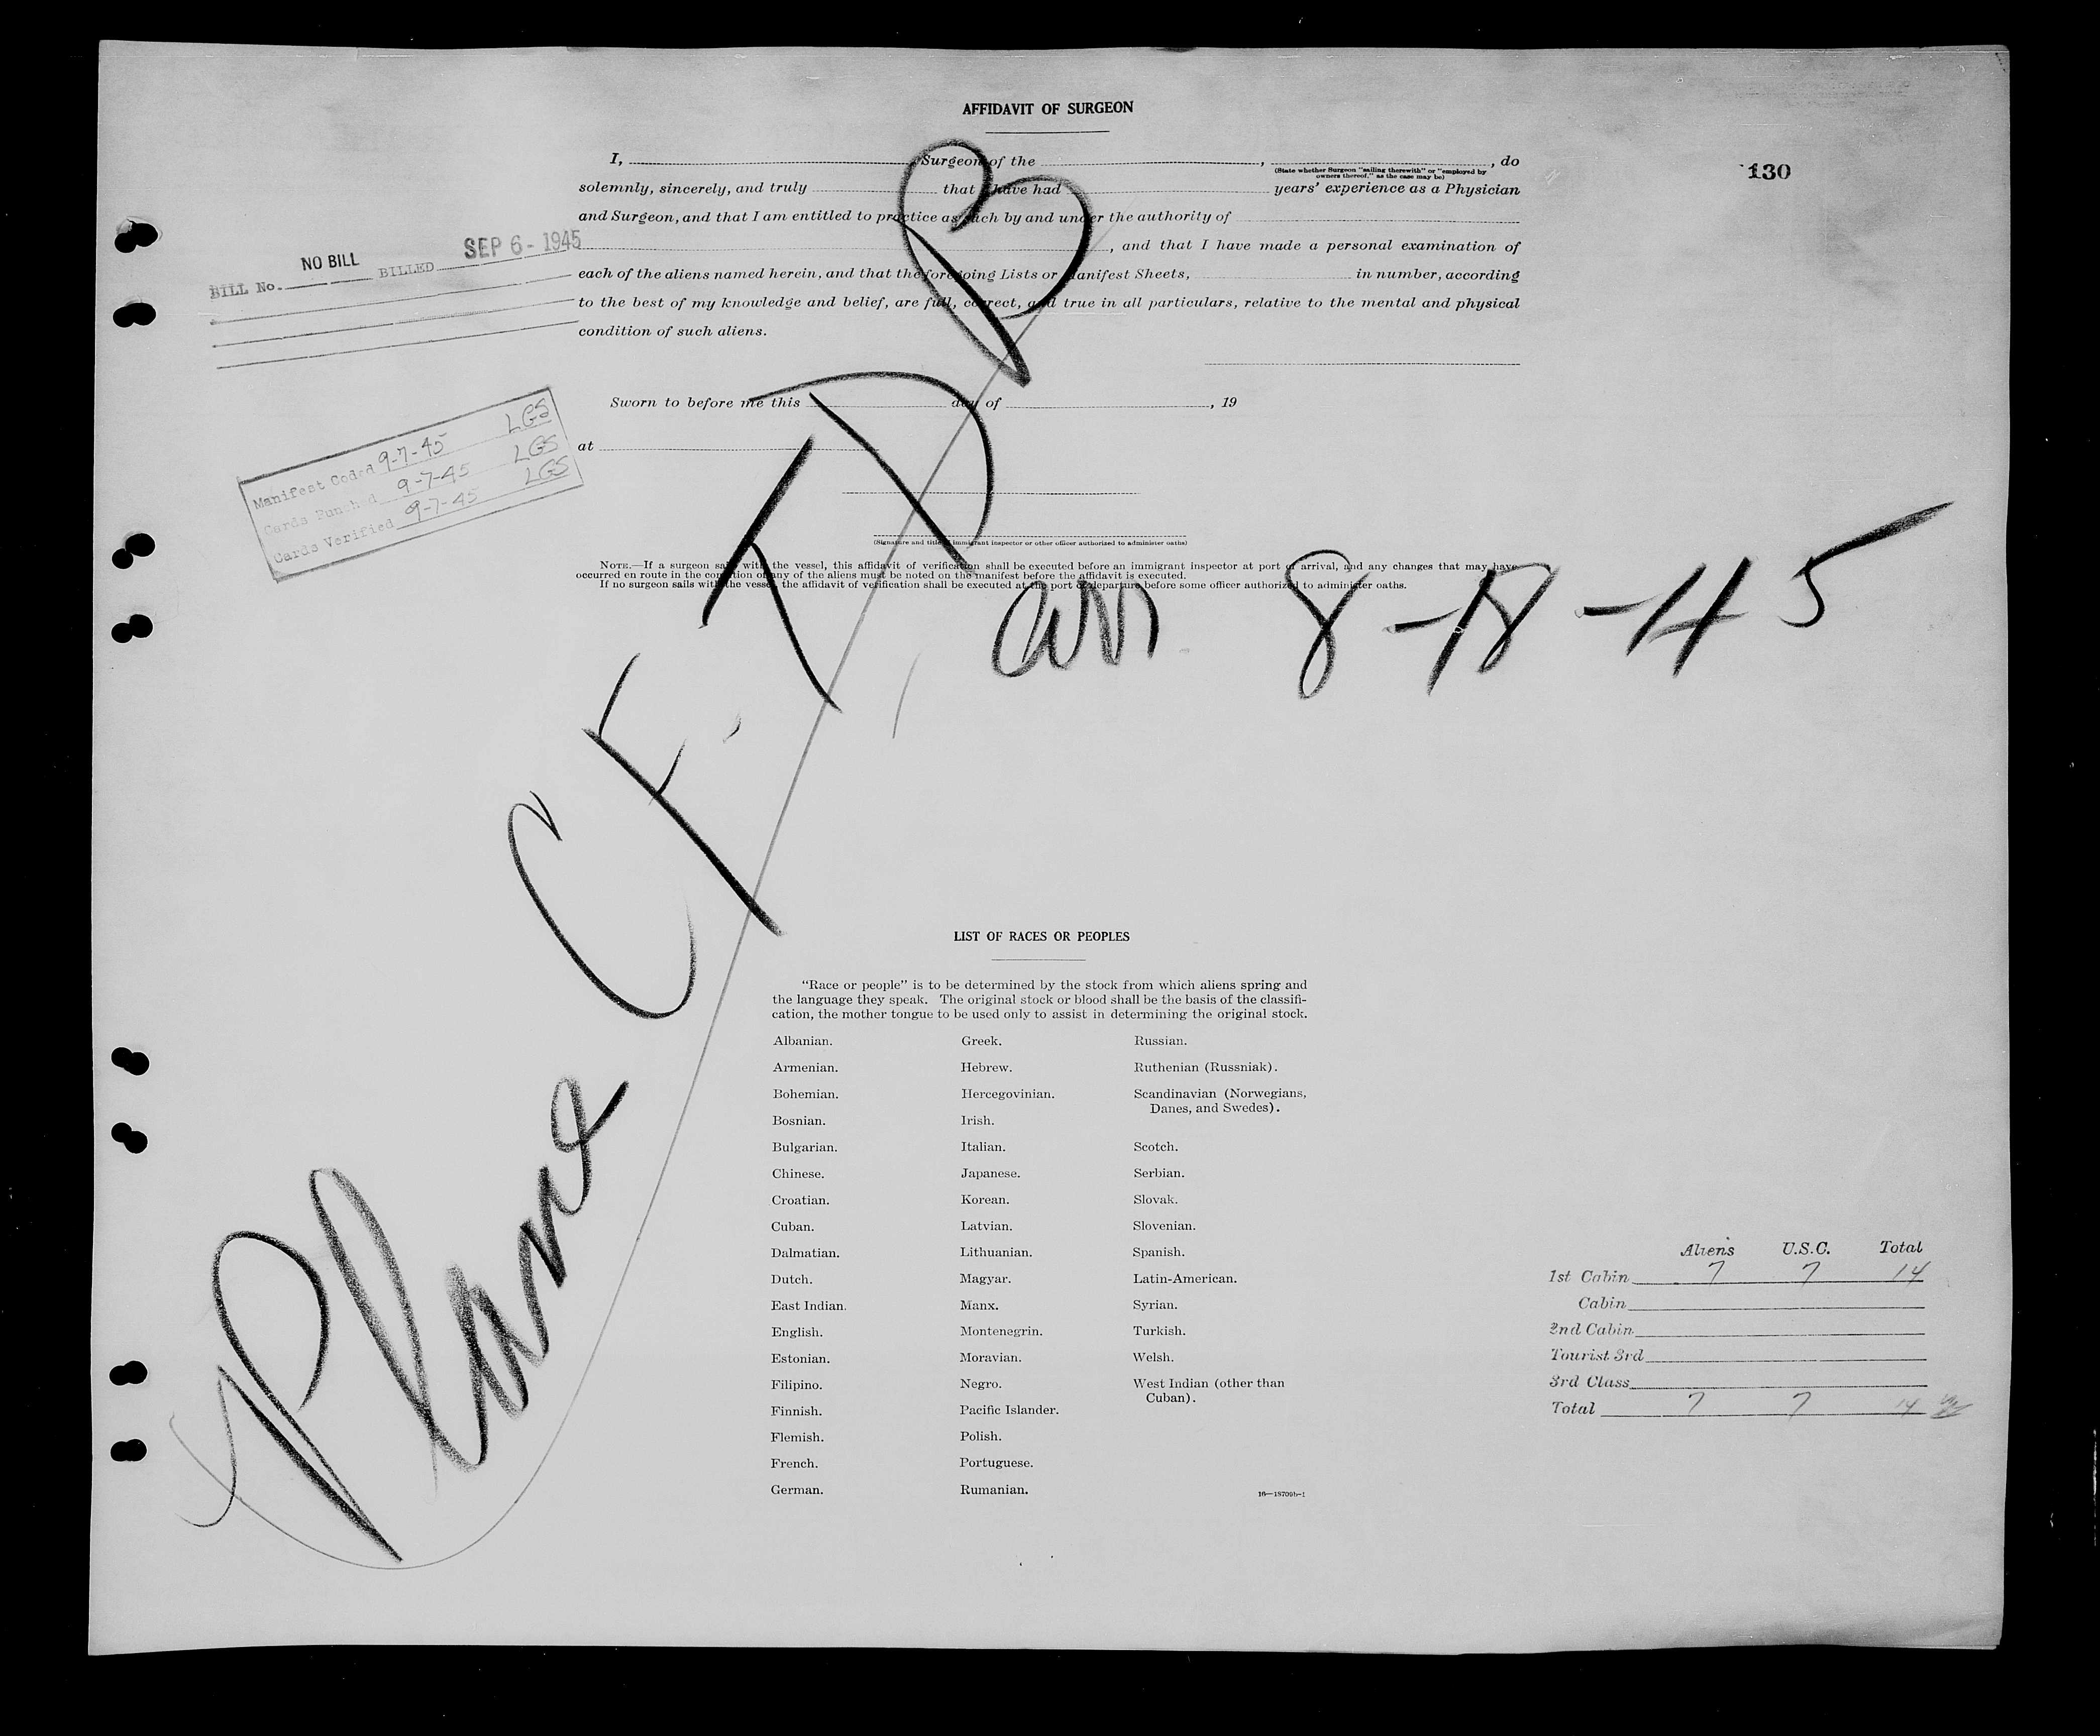 AFFIDAVIT OF SURGEON
130
I, , Surgeon of the , , do
(State whether Surgeon "sailing therewith" or "employed by
owners thereof," as the case may be)
solemnly, sincerely, and truly that I have had years' experience as a Physician
and Surgeon, and that I am entitled to practice as such by and under the authority of
, and that I have made a personal examination of
each of the aliens named herein, and that the foregoing Lists or Manifest Sheets, in number, according
to the best of my knowledge and belief, are full, correct, and true in all particulars, relative to the mental and physical
condition of such aliens.
NO BILL SEP 6 - 1945
BILL No. BILLED
Sworn to before me this day of , 19
at
Manifest Coded 9-7-45 LGS
Cards Punched 9-7-45 LGS
Cards Verified 9-7-45 LGS
(Signature and title of immigrant inspector or other officer authorized to administer oaths)
NOTE.—If a surgeon sails with the vessel, this affidavit of verification shall be executed before an immigrant inspector at port of arrival, and any changes that may have
occurred en route in the condition of any of the aliens must be noted on the manifest before the affidavit is executed.
If no surgeon sails with the vessel, the affidavit of verification shall be executed at the port of departure before some officer authorized to administer oaths.
Plane CF-TDB
, arr. 8-18-45
LIST OF RACES OR PEOPLES
"Race or people" is to be determined by the stock from which aliens spring and
the language they speak. The original stock or blood shall be the basis of the classifi-
cation, the mother tongue to be used only to assist in determining the original stock.
Albanian. Greek. Russian.
Armenian. Hebrew. Ruthenian (Russniak).
Bohemian. Hercegovinian. Scandinavian (Norwegians,
Danes, and Swedes).
Bosnian. Irish.
Bulgarian. Italian. Scotch.
Chinese. Japanese. Serbian.
Croatian. Korean. Slovak.
Cuban. Latvian. Slovenian.
Dalmatian. Lithuanian. Spanish.
Dutch. Magyar. Latin-American.
East Indian. Manx. Syrian.
English. Montenegrin. Turkish.
Estonian. Moravian. Welsh.
Filipino. Negro. West Indian (other than
Cuban).
Finnish. Pacific Islander.
Flemish. Polish.
French. Portuguese.
German. Rumanian.
16—18709b-1
Aliens U.S.C. Total
1st Cabin 7 7 14
Cabin
2nd Cabin
Tourist 3rd
3rd Class
Total 7 7 14